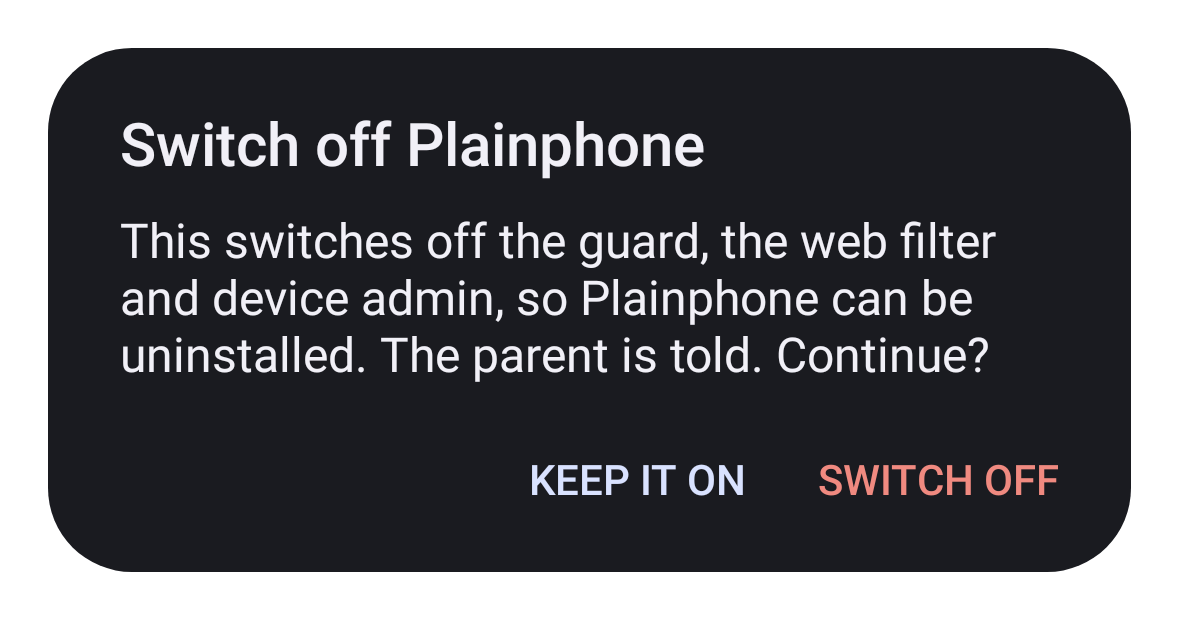 Switch off Plainphone
This switches off the guard, the web filter
and device admin, so Plainphone can be
uninstalled. The parent is told. Continue?
KEEP IT ON SWITCH OFF